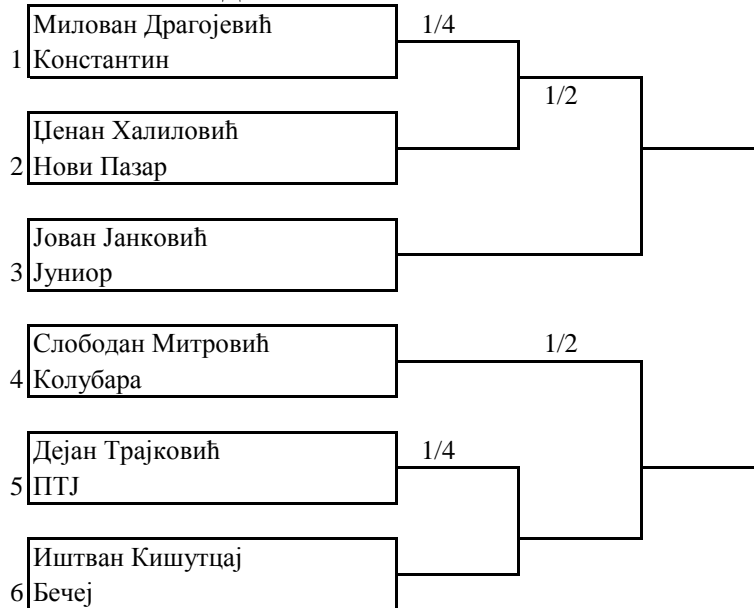 Милован Драгојевић
1/4
1 Константин
1/2
Џенан Халиловић
2 Нови Пазар
Јован Јанковић
3 Јуниор
Слободан Митровић
1/2
4 Колубара
Дејан Трајковић
1/4
5 ПТЈ
Иштван Кишутцај
6 Бечеј